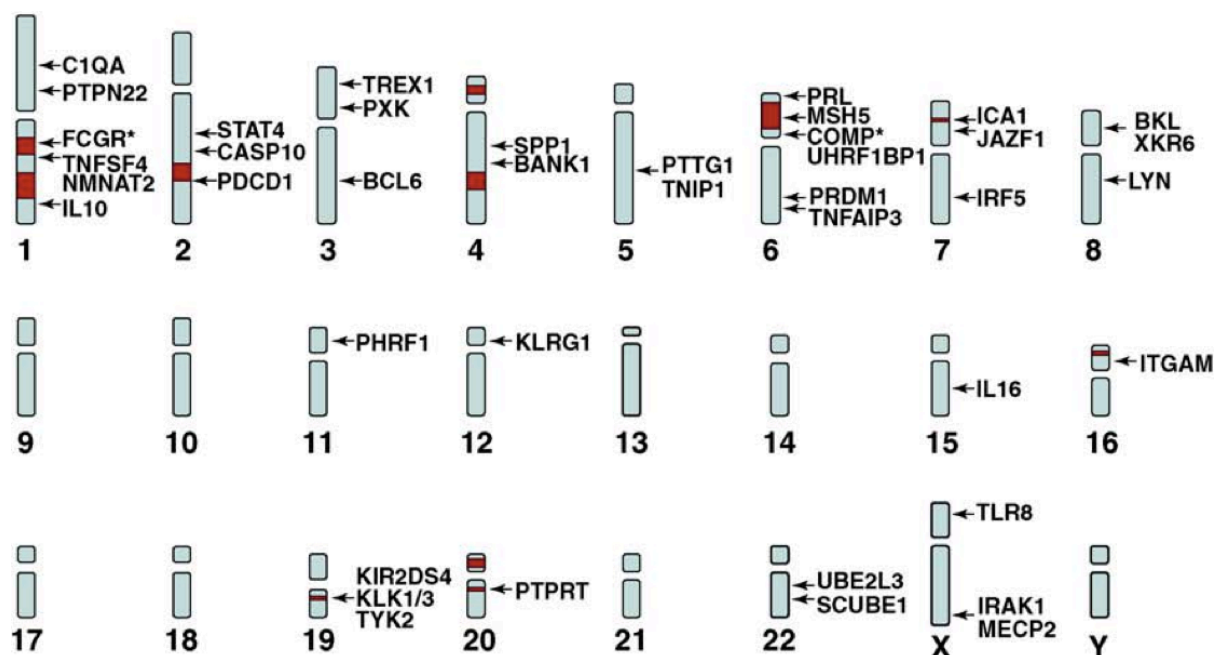 C1QA
PTPN22
FCGR*
TNFSF4
NMNAT2
IL10
1
STAT4
CASP10
PDCD1
2
TREX1
PXK
BCL6
3
SPP1
BANK1
4
PTTG1
TNIP1
5
PRL
MSH5
COMP*
UHRF1BP1
PRDM1
TNFAIP3
6
ICA1
JAZF1
IRF5
7
BKL
XKR6
LYN
8
9
10
PHRF1
11
KLRG1
12
13
14
IL16
15
ITGAM
16
17
18
KIR2DS4
KLK1/3
TYK2
19
PTPRT
20
21
UBE2L3
SCUBE1
22
TLR8
IRAK1
MECP2
X
Y